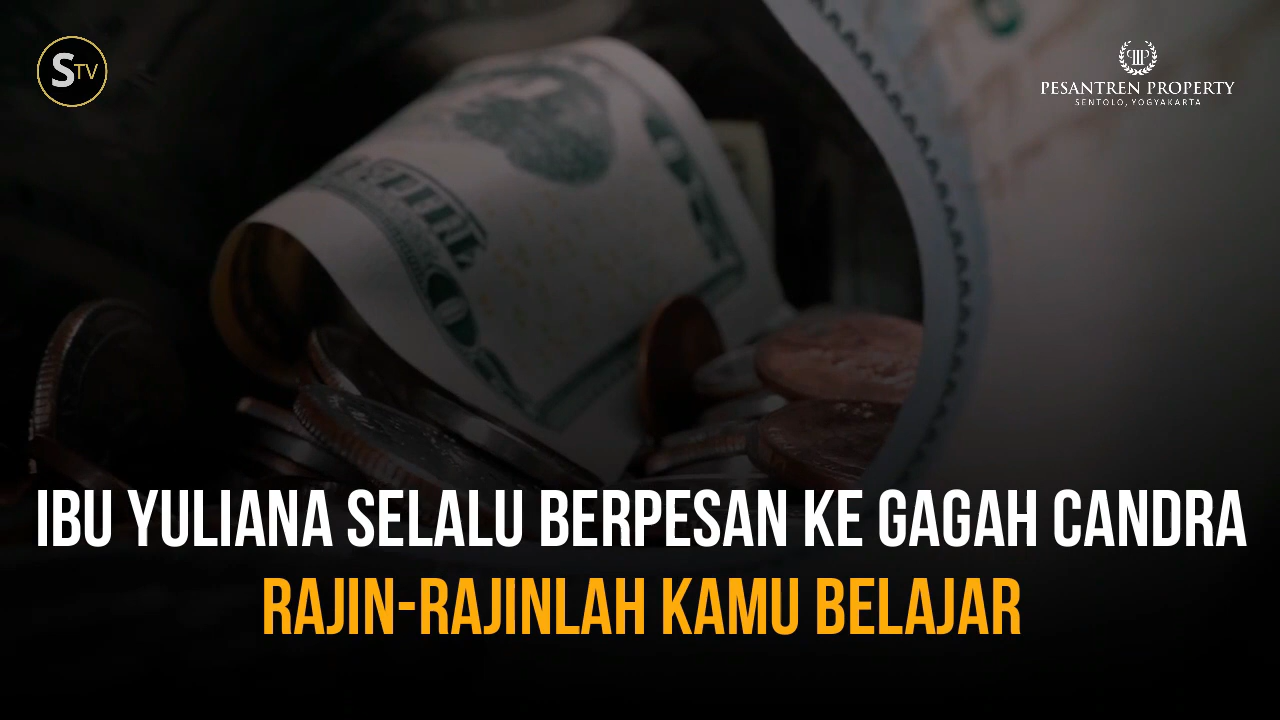 STV
PESANTREN PROPERTY
SENTOLO, YOGYAKARTA
IBU YULIANA SELALU BERPESAN KE GAGAH CANDRA
RAJIN-RAJINLAH KAMU BELAJAR